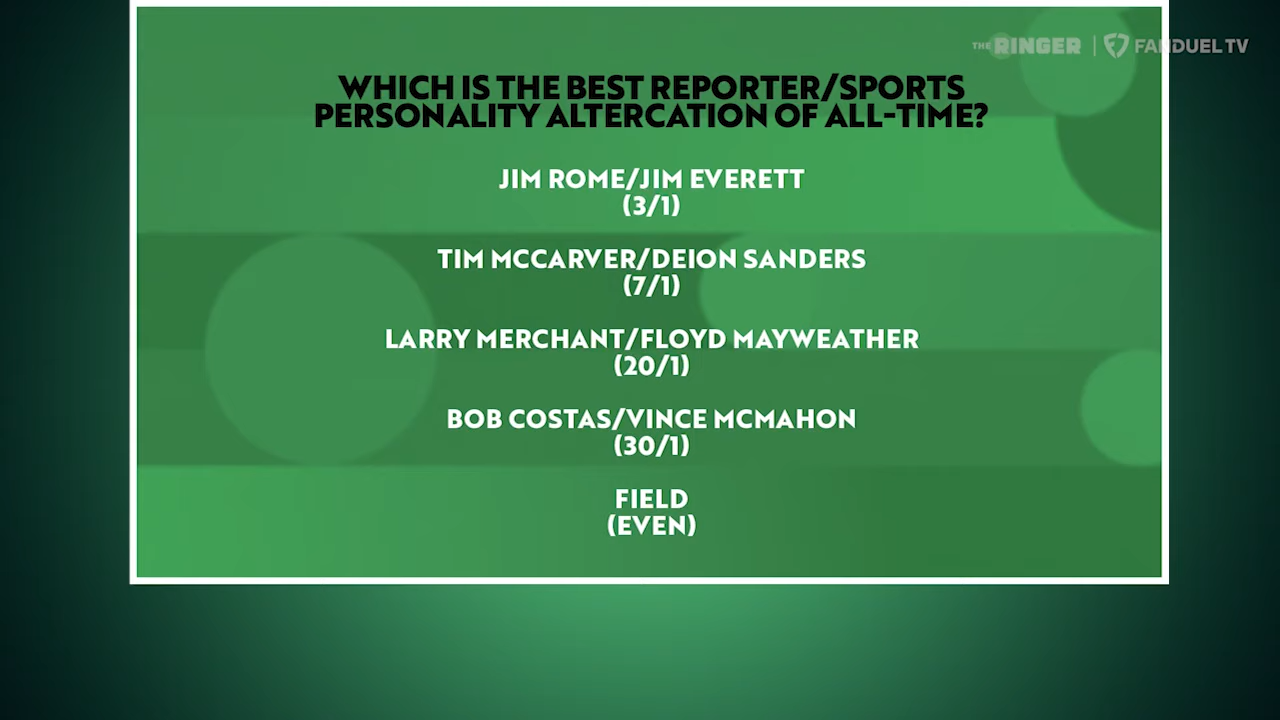 THE RINGER | FANDUEL TV
WHICH IS THE BEST REPORTER/SPORTS
PERSONALITY ALTERCATION OF ALL-TIME?
JIM ROME/JIM EVERETT
(3/1)
TIM MCCARVER/DEION SANDERS
(7/1)
LARRY MERCHANT/FLOYD MAYWEATHER
(20/1)
BOB COSTAS/VINCE MCMAHON
(30/1)
FIELD
(EVEN)